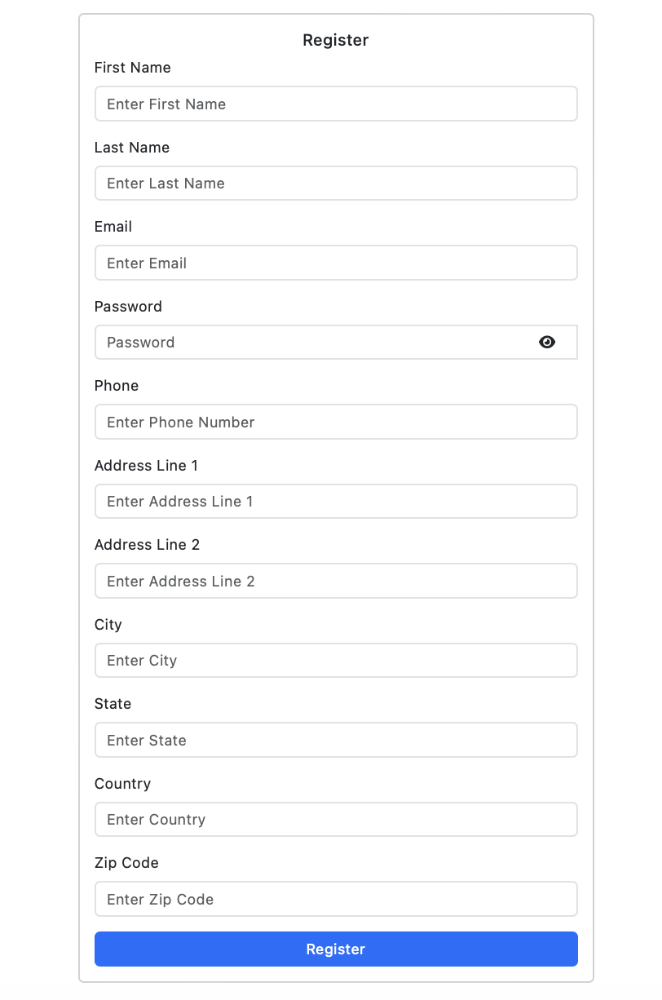 Register
First Name
Enter First Name
Last Name
Enter Last Name
Email
Enter Email
Password
Password
Phone
Enter Phone Number
Address Line 1
Enter Address Line 1
Address Line 2
Enter Address Line 2
City
Enter City
State
Enter State
Country
Enter Country
Zip Code
Enter Zip Code
Register